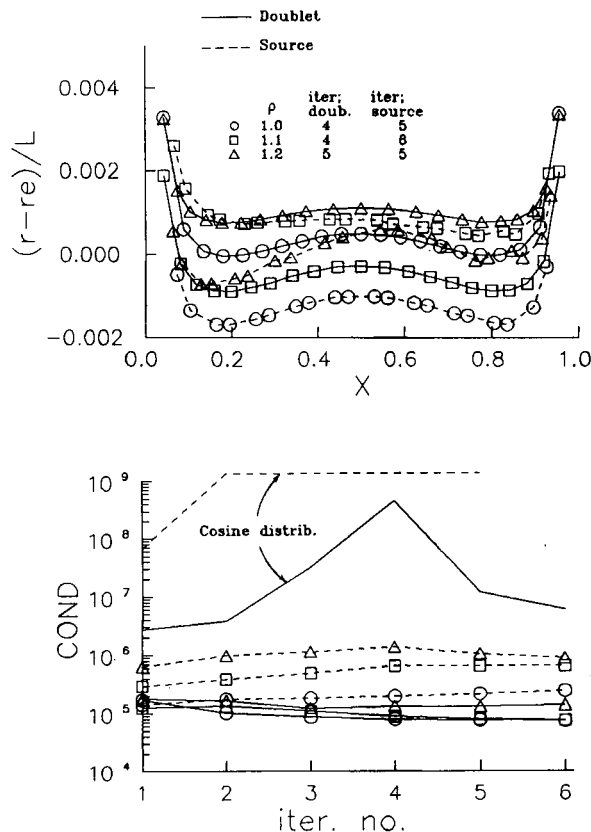 Doublet
Source
ρ iter; doub. iter; source
1.0 4 5
1.1 4 6
1.2 5 5
(r−re)/L
0.004
0.002
0.000
−0.002
0.0 0.2 0.4 0.6 0.8 1.0
X
COND
10^9
10^8
10^7
10^6
10^5
10^4
Cosine distrib.
1 2 3 4 5 6
iter. no.